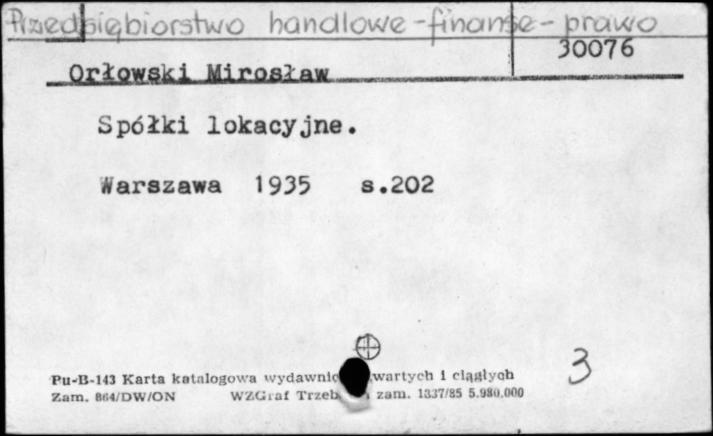 Przedsiębiorstwo handlowe - finanse - prawo
30076
Orłowski Mirosław
Spółki lokacyjne.
Warszawa 1935 s.202
3
Pu-B-143 Karta katalogowa wydawnic wartych i ciągłych
Zam. 864/DW/ON WZGraf Trzeb zam. 1337/85 5.980.000